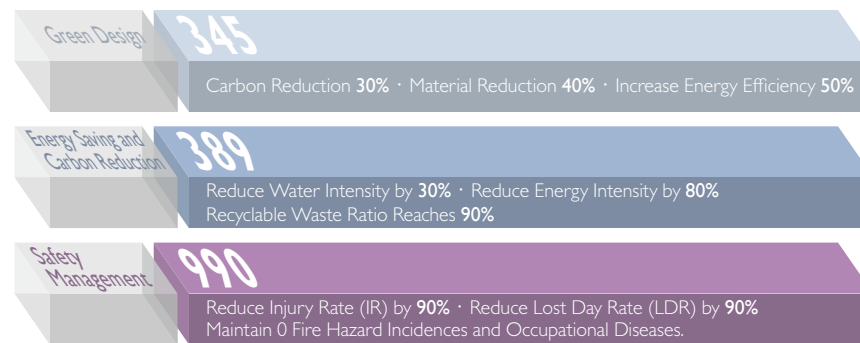 Green Design
345
Carbon Reduction 30% · Material Reduction 40% · Increase Energy Efficiency 50%
Energy Saving and
Carbon Reduction
389
Reduce Water Intensity by 30% · Reduce Energy Intensity by 80%
Recyclable Waste Ratio Reaches 90%
Safety
Management
990
Reduce Injury Rate (IR) by 90% · Reduce Lost Day Rate (LDR) by 90%
Maintain 0 Fire Hazard Incidences and Occupational Diseases.